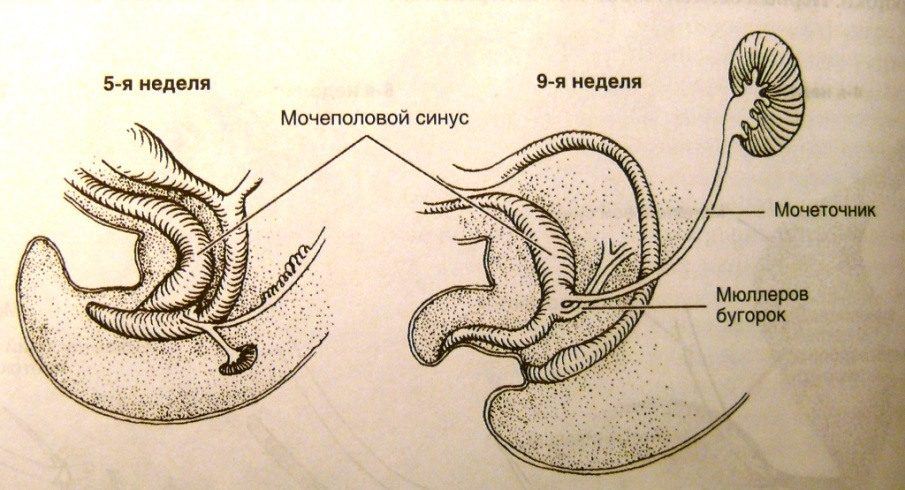 5-я неделя
9-я неделя
Мочеполовой синус
Мочеточник
Мюллеров
бугорок